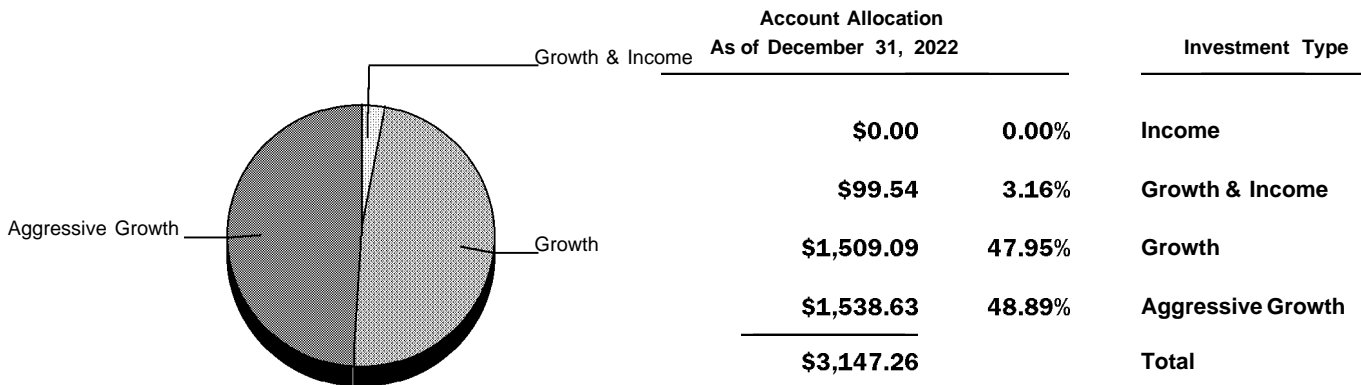 Account Allocation
As of December 31, 2022
Investment Type
Growth & Income
$0.00 0.00% Income
$99.54 3.16% Growth & Income
Aggressive Growth
Growth
$1,509.09 47.95% Growth
$1,538.63 48.89% Aggressive Growth
$3,147.26 Total